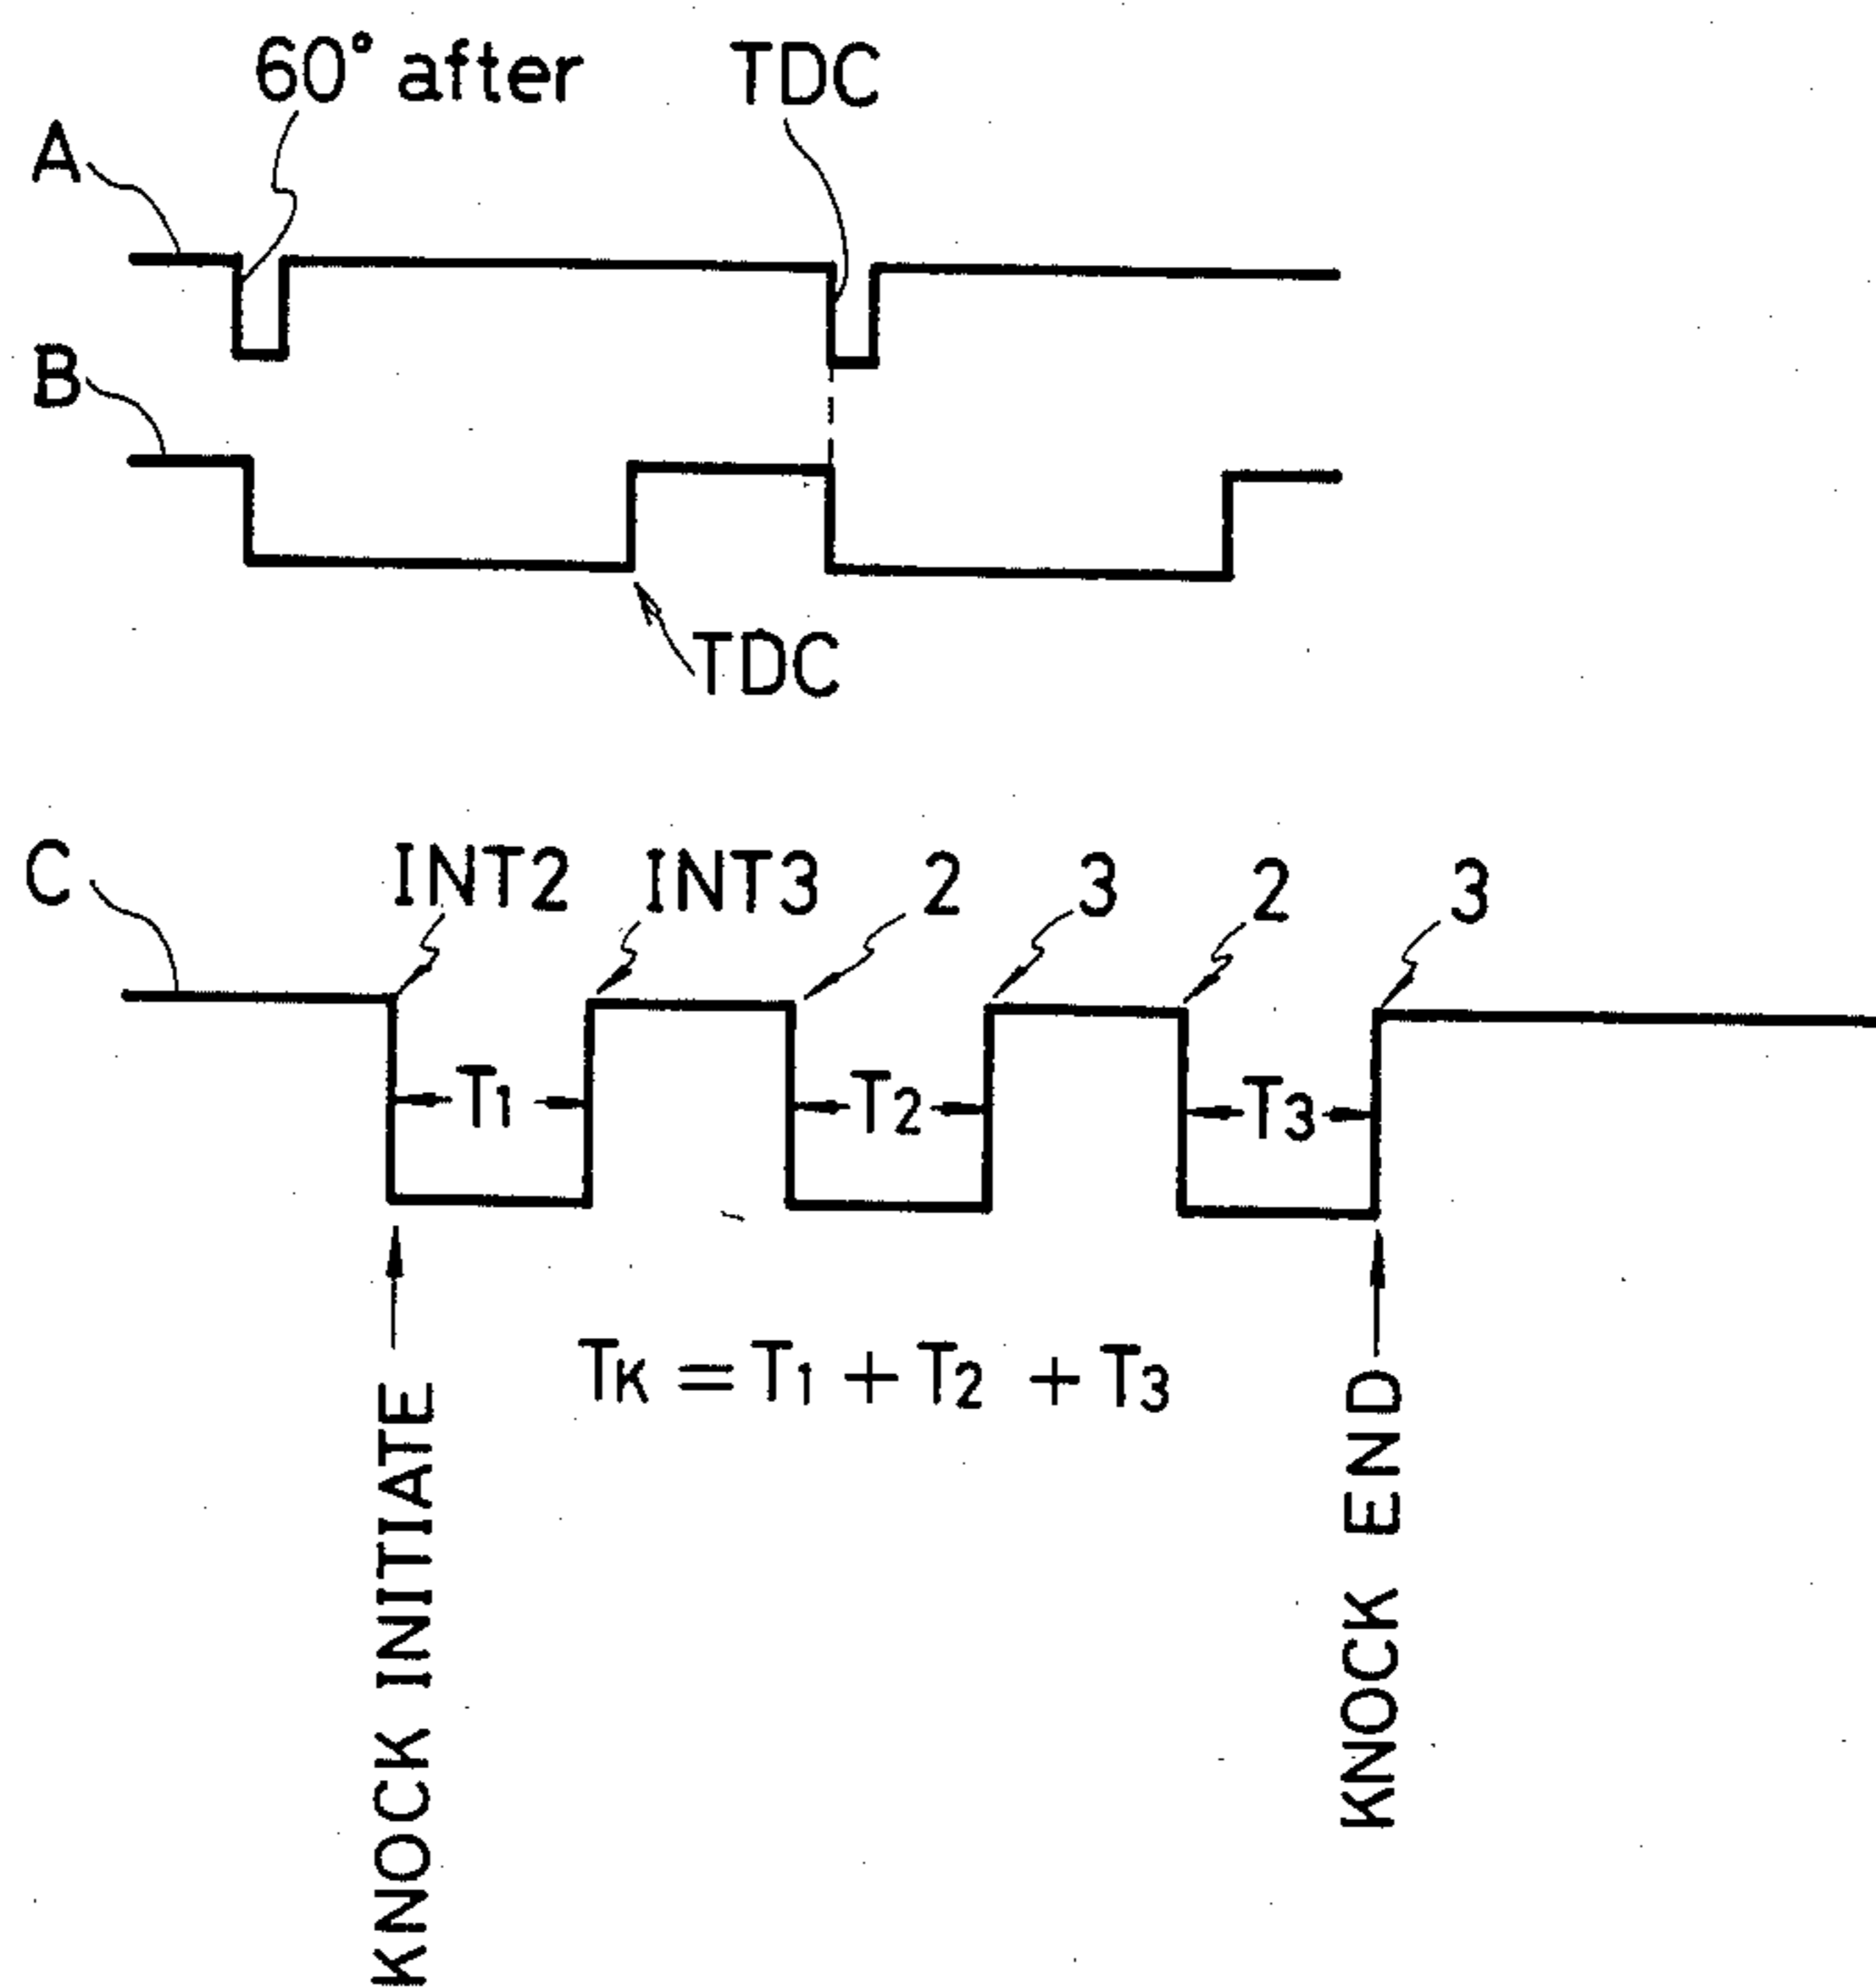 60° after TDC
A
B
TDC
C INT2 INT3 2 3 2 3
T1 T2 T3
TK = T1 + T2 + T3
KNOCK INITIATE
KNOCK END